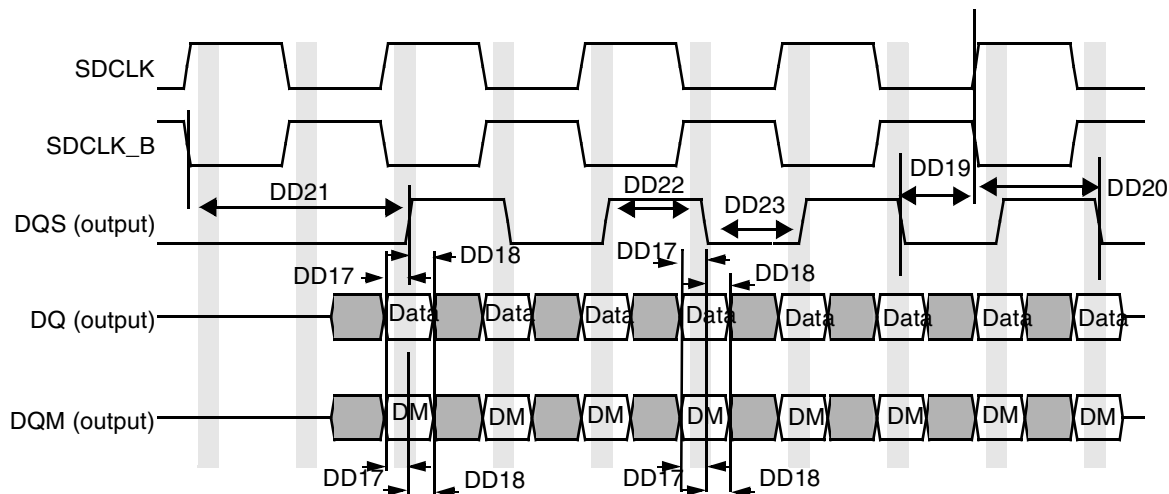 SDCLK
SDCLK_B
DD19
DD21
DD22
DD20
DQS (output)
DD23
DD17
DD18
DD17
DD18
DQ (output)
Data
Data
Data
Data
Data
Data
Data
Data
DQM (output)
DM
DM
DM
DM
DM
DM
DM
DM
DD17
DD18
DD17
DD18